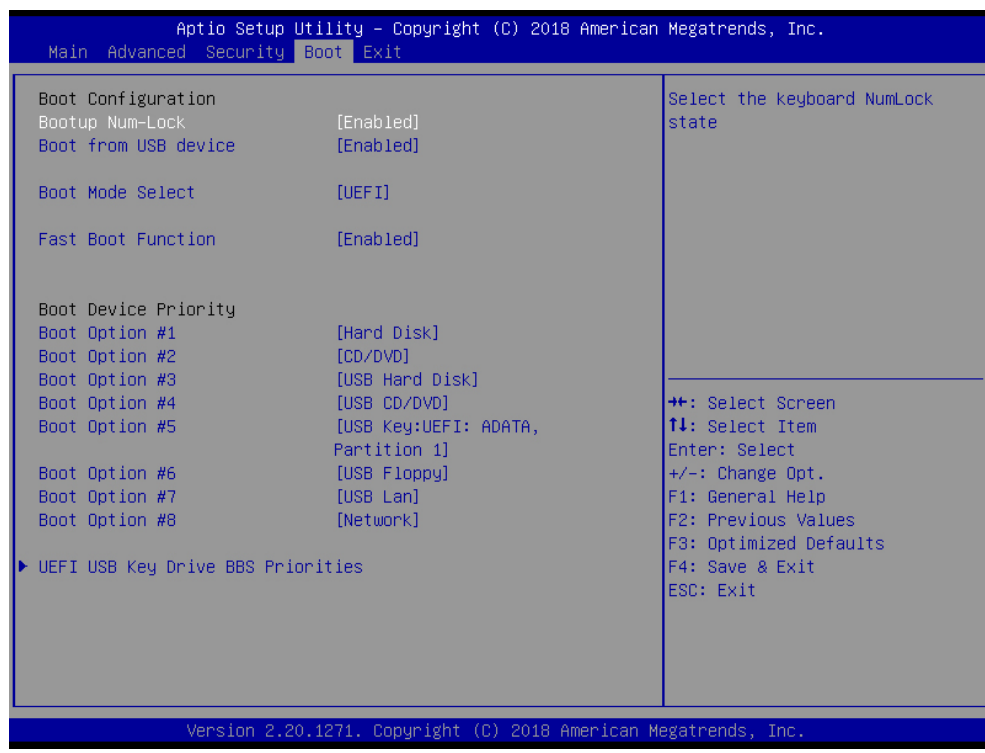 Aptio Setup Utility – Copyright (C) 2018 American Megatrends, Inc.
Main Advanced Security Boot Exit
Boot Configuration
Bootup Num-Lock [Enabled]
Boot from USB device [Enabled]
Boot Mode Select [UEFI]
Fast Boot Function [Enabled]
Boot Device Priority
Boot Option #1 [Hard Disk]
Boot Option #2 [CD/DVD]
Boot Option #3 [USB Hard Disk]
Boot Option #4 [USB CD/DVD]
Boot Option #5 [USB Key:UEFI: ADATA,
Partition 1]
Boot Option #6 [USB Floppy]
Boot Option #7 [USB Lan]
Boot Option #8 [Network]
▶ UEFI USB Key Drive BBS Priorities
Select the keyboard NumLock
state
→←: Select Screen
↑↓: Select Item
Enter: Select
+/-: Change Opt.
F1: General Help
F2: Previous Values
F3: Optimized Defaults
F4: Save & Exit
ESC: Exit
Version 2.20.1271. Copyright (C) 2018 American Megatrends, Inc.